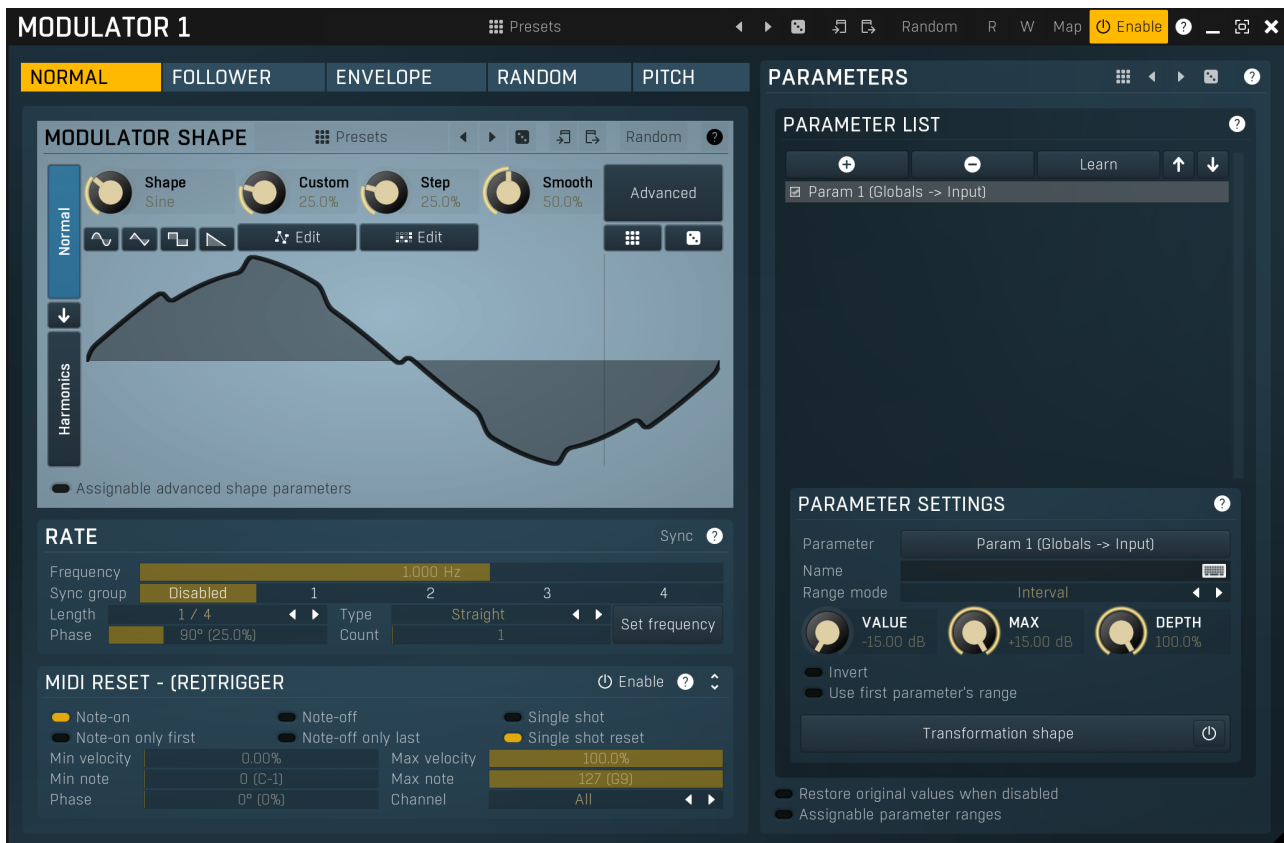 MODULATOR 1 Presets Random R W Map Enable ?
NORMAL FOLLOWER ENVELOPE RANDOM PITCH
MODULATOR SHAPE Presets Random ?
Normal
Harmonics
Shape Custom Step Smooth Advanced
Sine 25.0% 25.0% 50.0%
Edit Edit
Assignable advanced shape parameters
RATE Sync ?
Frequency 1.000 Hz
Sync group Disabled 1 2 3 4
Length 1 / 4 Type Straight
Phase 90° (25.0%) Count 1
Set frequency
MIDI RESET - (RE)TRIGGER Enable ?
Note-on Note-off Single shot
Note-on only first Note-off only last Single shot reset
Min velocity 0.00% Max velocity 100.0%
Min note 0 (C-1) Max note 127 (G9)
Phase 0° (0%) Channel All
PARAMETERS ?
PARAMETER LIST ?
Learn
Param 1 (Globals -> Input)
PARAMETER SETTINGS ?
Parameter Param 1 (Globals -> Input)
Name
Range mode Interval
VALUE MAX DEPTH
-15.00 dB +15.00 dB 100.0%
Invert
Use first parameter's range
Transformation shape
Restore original values when disabled
Assignable parameter ranges